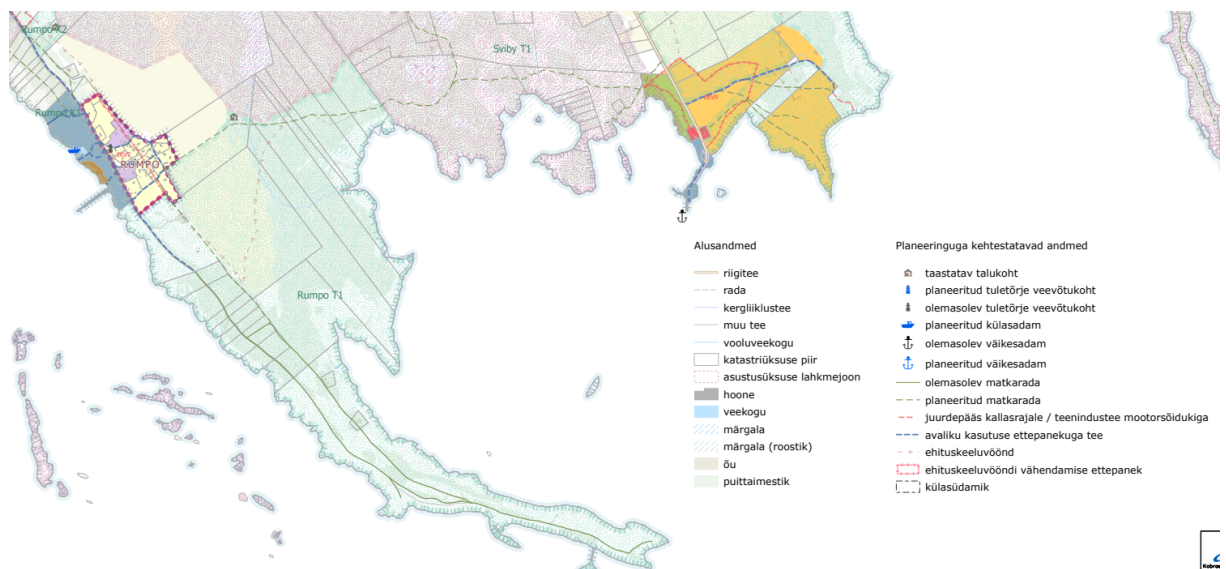 Rumpo K2
Sviby T1
RUMPO
Rumpo T1
Alusandmed
riigitee
rada
kergliiklustee
muu tee
vooluveekogu
katastriüksuse piir
asustusüksuse lahkmejoon
hoone
veekogu
märgala
märgala (roostik)
õu
puittaimestik
Planeeringuga kehtestatavad andmed
taastatav talukoht
planeeritud tuletõrje veevõtukoht
olemasolev tuletõrje veevõtukoht
planeeritud külasadam
olemasolev väikesadam
planeeritud väikesadam
olemasolev matkarada
planeeritud matkarada
juurdepääs kallasrajale / teenindustee mootorsõidukiga
avaliku kasutuse ettepanekuga tee
ehituskeeluvöönd
ehituskeeluvööndi vähendamise ettepanek
külasüdamik